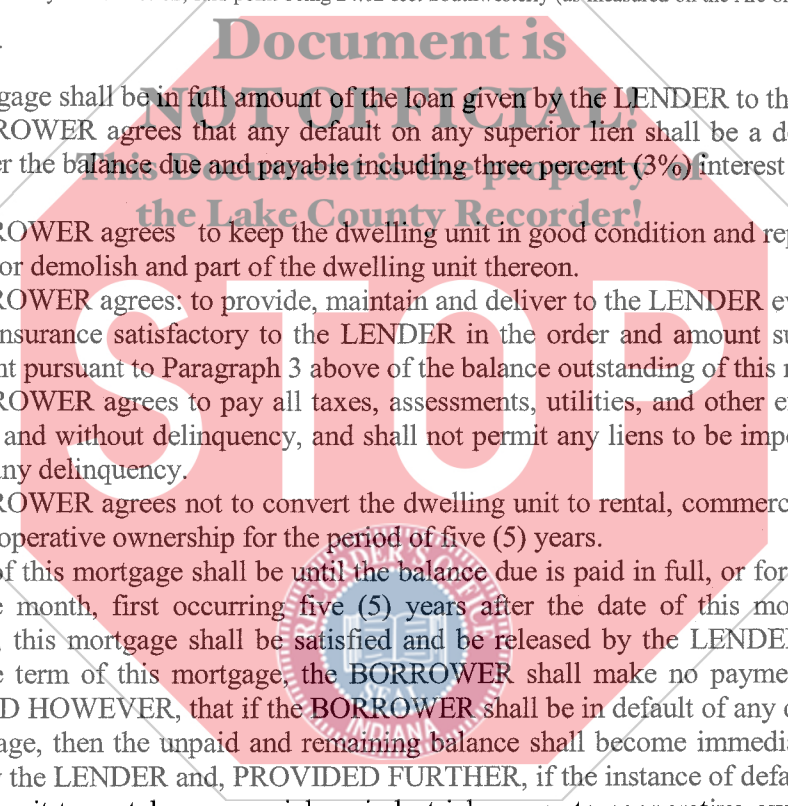 Document is
gage shall be in full amount of the loan given by the LENDER to th
NOT OFFICIAL!
ROWER agrees that any default on any superior lien shall be a d
er the balance due and payable including three percent (3%) interest
This Document is the property of
the Lake County Recorder!
ROWER agrees to keep the dwelling unit in good condition and rep
or demolish and part of the dwelling unit thereon.
ROWER agrees: to provide, maintain and deliver to the LENDER ev
nsurance satisfactory to the LENDER in the order and amount su
nt pursuant to Paragraph 3 above of the balance outstanding of this
STOP
ROWER agrees to pay all taxes, assessments, utilities, and other e
and without delinquency, and shall not permit any liens to be impo
any delinquency.
ROWER agrees not to convert the dwelling unit to rental, commerc
operative ownership for the period of five (5) years.
of this mortgage shall be until the balance due is paid in full, or for
e month, first occurring five (5) years after the date of this mo
, this mortgage shall be satisfied and be released by the LENDE
e term of this mortgage, the BORROWER shall make no payme
D HOWEVER, that if the BORROWER shall be in default of any
age, then the unpaid and remaining balance shall become immedi
y the LENDER and, PROVIDED FURTHER, if the instance of defa
RECORDER'S OFFICE
SEAL
INDIANA